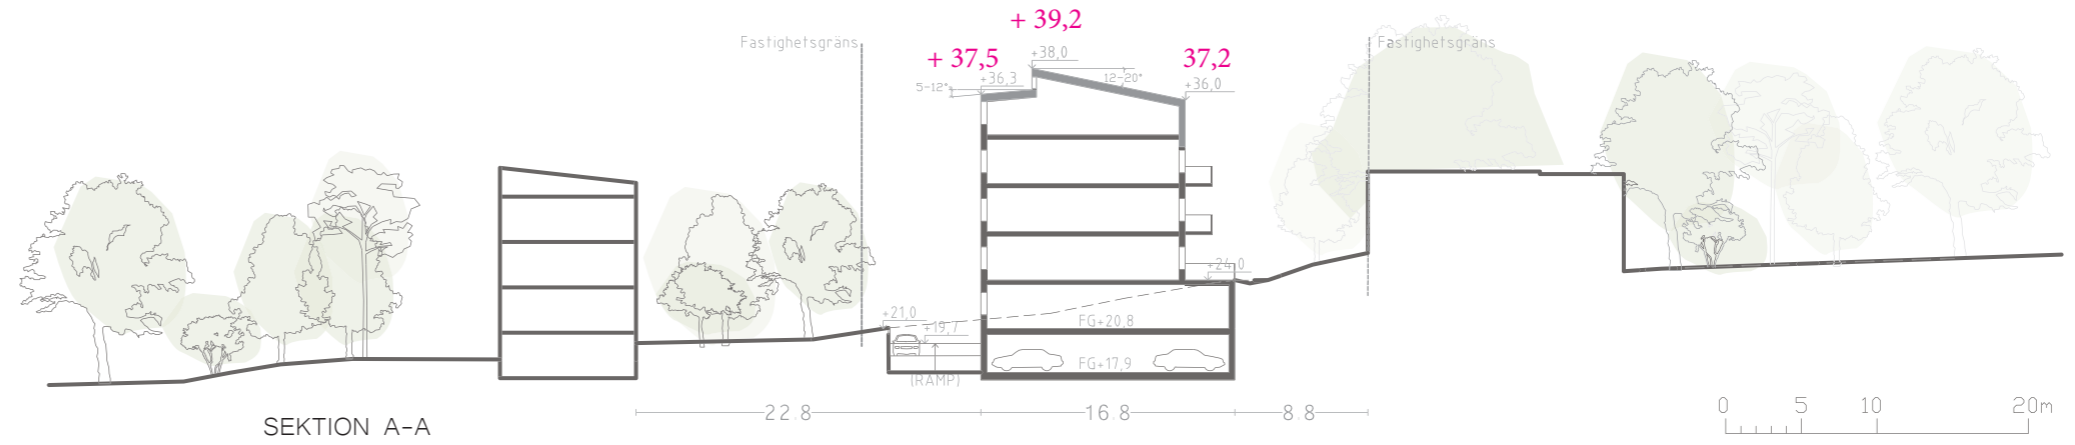 + 39,2
Fastighetsgräns
Fastighetsgräns
+ 37,5
+38,0
37,2
+36,3
12-20°
+36,0
5-12°
+24,0
+21,0
+19,7
FG+20,8
FG+17,9
(RAMP)
22.8
16.8
8.8
0 5 10 20m
SEKTION A-A